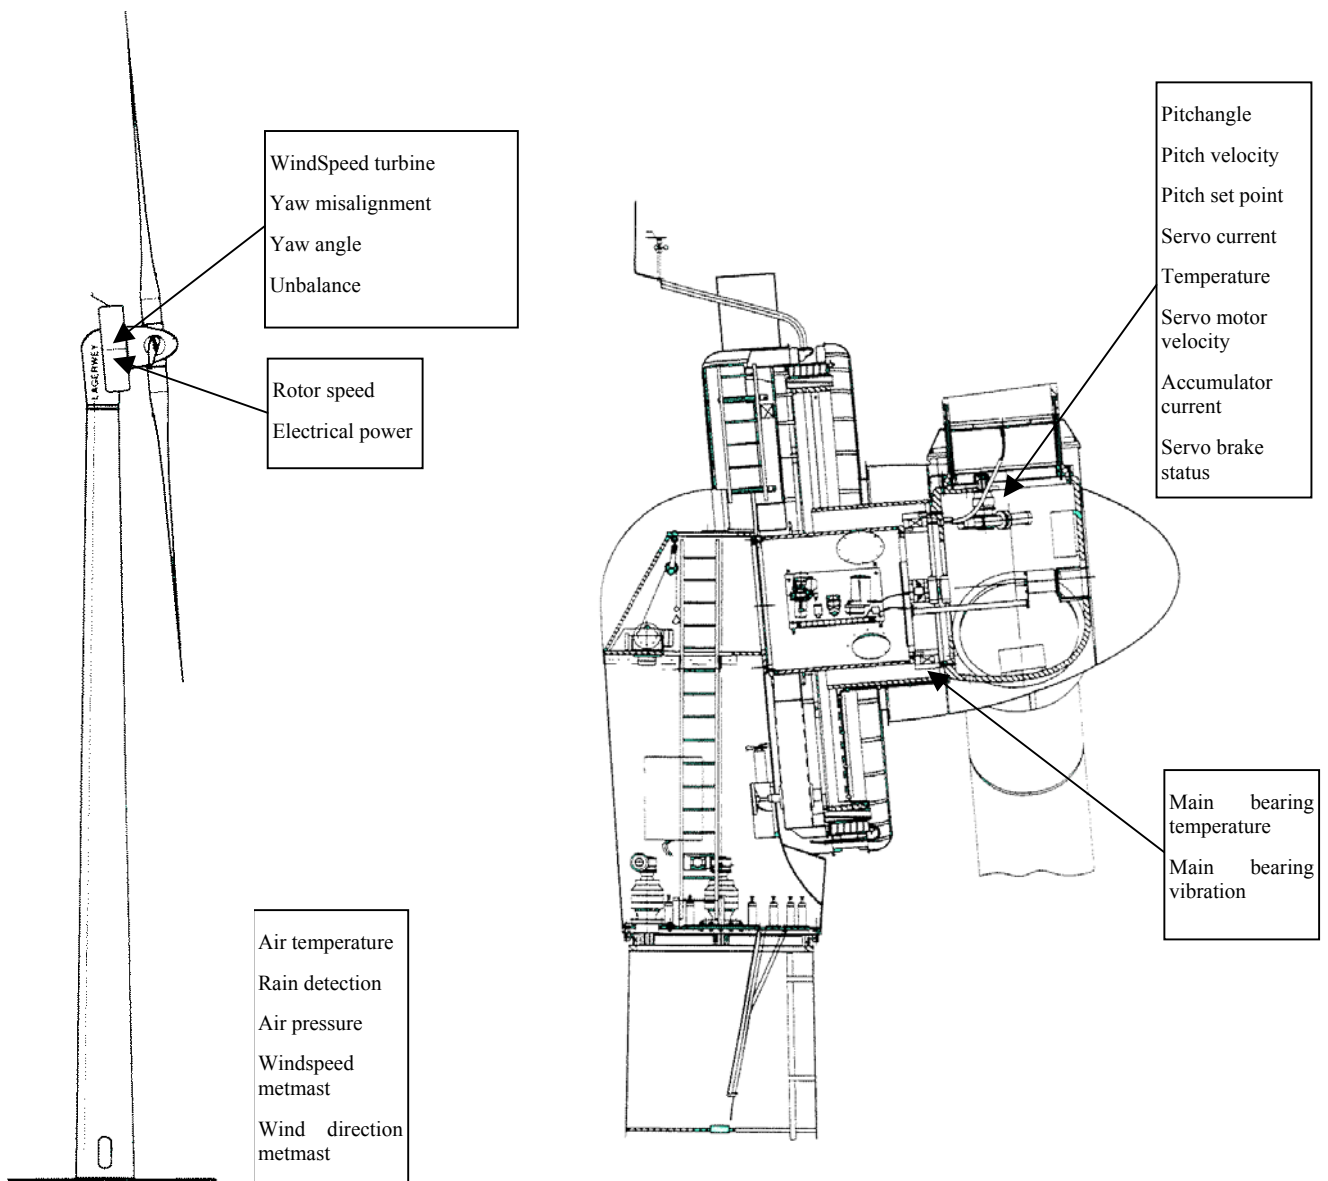 WindSpeed turbine
Yaw misalignment
Yaw angle
Unbalance
Rotor speed
Electrical power
LAGERWEY
Air temperature
Rain detection
Air pressure
Windspeed
metmast
Wind direction
metmast
Pitchangle
Pitch velocity
Pitch set point
Servo current
Temperature
Servo motor
velocity
Accumulator
current
Servo brake
status
Main bearing
temperature
Main bearing
vibration